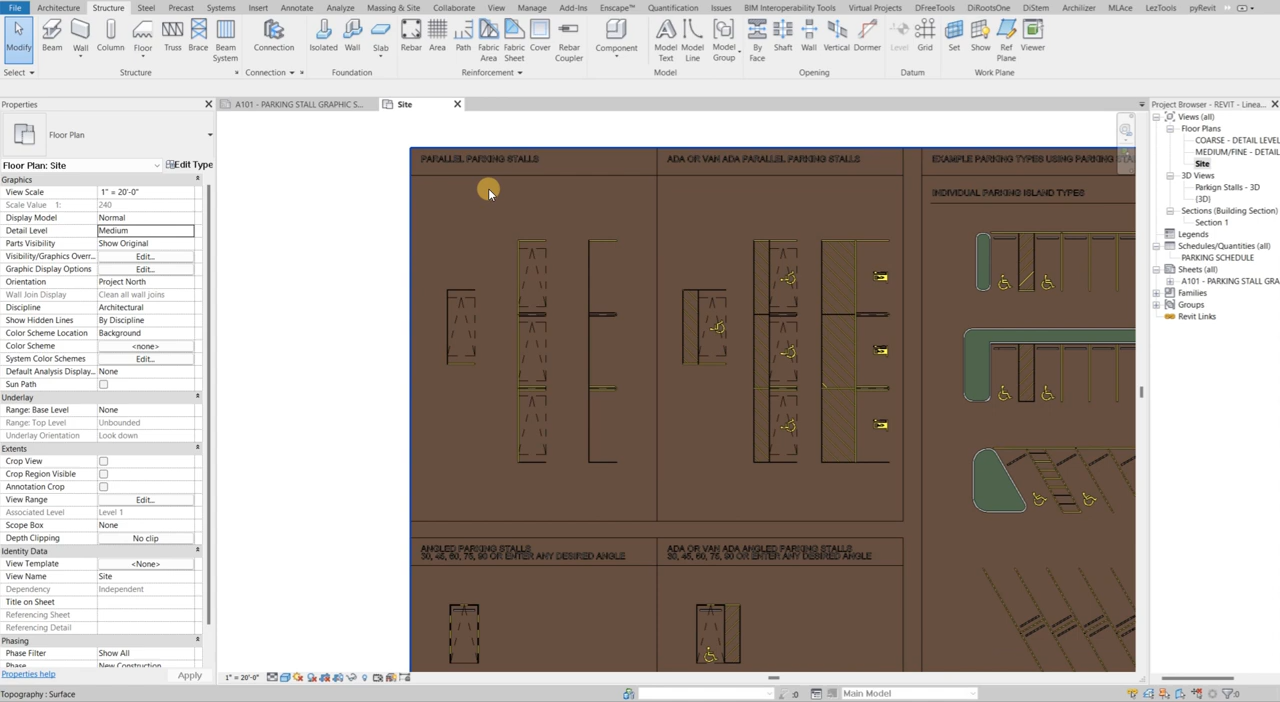 File Architecture Structure Steel Precast Systems Insert Annotate Analyze Massing & Site Collaborate View Manage Add-Ins Enscape™ Quantification Issues BIM Interoperability Tools Virtual Projects DFreeTools DiRootsOne DiStem Archilizer MLAce LezTools pyRevit
Modify Beam Wall Column Floor Truss Brace Beam System Connection Isolated Wall Slab Rebar Area Path Fabric Area Fabric Sheet Cover Rebar Coupler Component Model Text Model Line Model Group By Face Shaft Wall Vertical Dormer Level Grid Set Show Ref Plane Viewer
Select Structure Connection Foundation Reinforcement Model Opening Datum Work Plane
Properties
Floor Plan
Floor Plan: Site Edit Type
Graphics
View Scale 1" = 20'-0"
Scale Value 1: 240
Display Model Normal
Detail Level Medium
Parts Visibility Show Original
Visibility/Graphics Overr... Edit...
Graphic Display Options Edit...
Orientation Project North
Wall Join Display Clean all wall joins
Discipline Architectural
Show Hidden Lines By Discipline
Color Scheme Location Background
Color Scheme <none>
System Color Schemes Edit...
Default Analysis Display... None
Sun Path
Underlay
Range: Base Level None
Range: Top Level Unbounded
Underlay Orientation Look down
Extents
Crop View
Crop Region Visible
Annotation Crop
View Range Edit...
Associated Level Level 1
Scope Box None
Depth Clipping No clip
Identity Data
View Template <None>
View Name Site
Dependency Independent
Title on Sheet
Referencing Sheet
Referencing Detail
Phasing
Phase Filter Show All
Phase New Construction
Properties help Apply
A101 - PARKING STALL GRAPHIC S... Site
PARALLEL PARKING STALLS
ADA OR VAN ADA PARALLEL PARKING STALLS
EXAMPLE PARKING TYPES USING PARKING
INDIVIDUAL PARKING ISLAND TYPES
ANGLED PARKING STALLS
30, 45, 60, 75, 90 OR ENTER ANY DESIRED ANGLE
ADA OR VAN ADA ANGLED PARKING STALLS
30, 45, 60, 75, 90 OR ENTER ANY DESIRED ANGLE
Project Browser - REVIT - Linea...
Views (all)
Floor Plans
COARSE - DETAIL LEVEL
MEDIUM/FINE - DETAIL
Site
3D Views
Parkign Stalls - 3D
{3D}
Sections (Building Section)
Section 1
Legends
Schedules/Quantities (all)
PARKING SCHEDULE
Sheets (all)
A101 - PARKING STALL GRA
Families
Groups
Revit Links
1" = 20'-0"
Topography : Surface
:0 Main Model :0